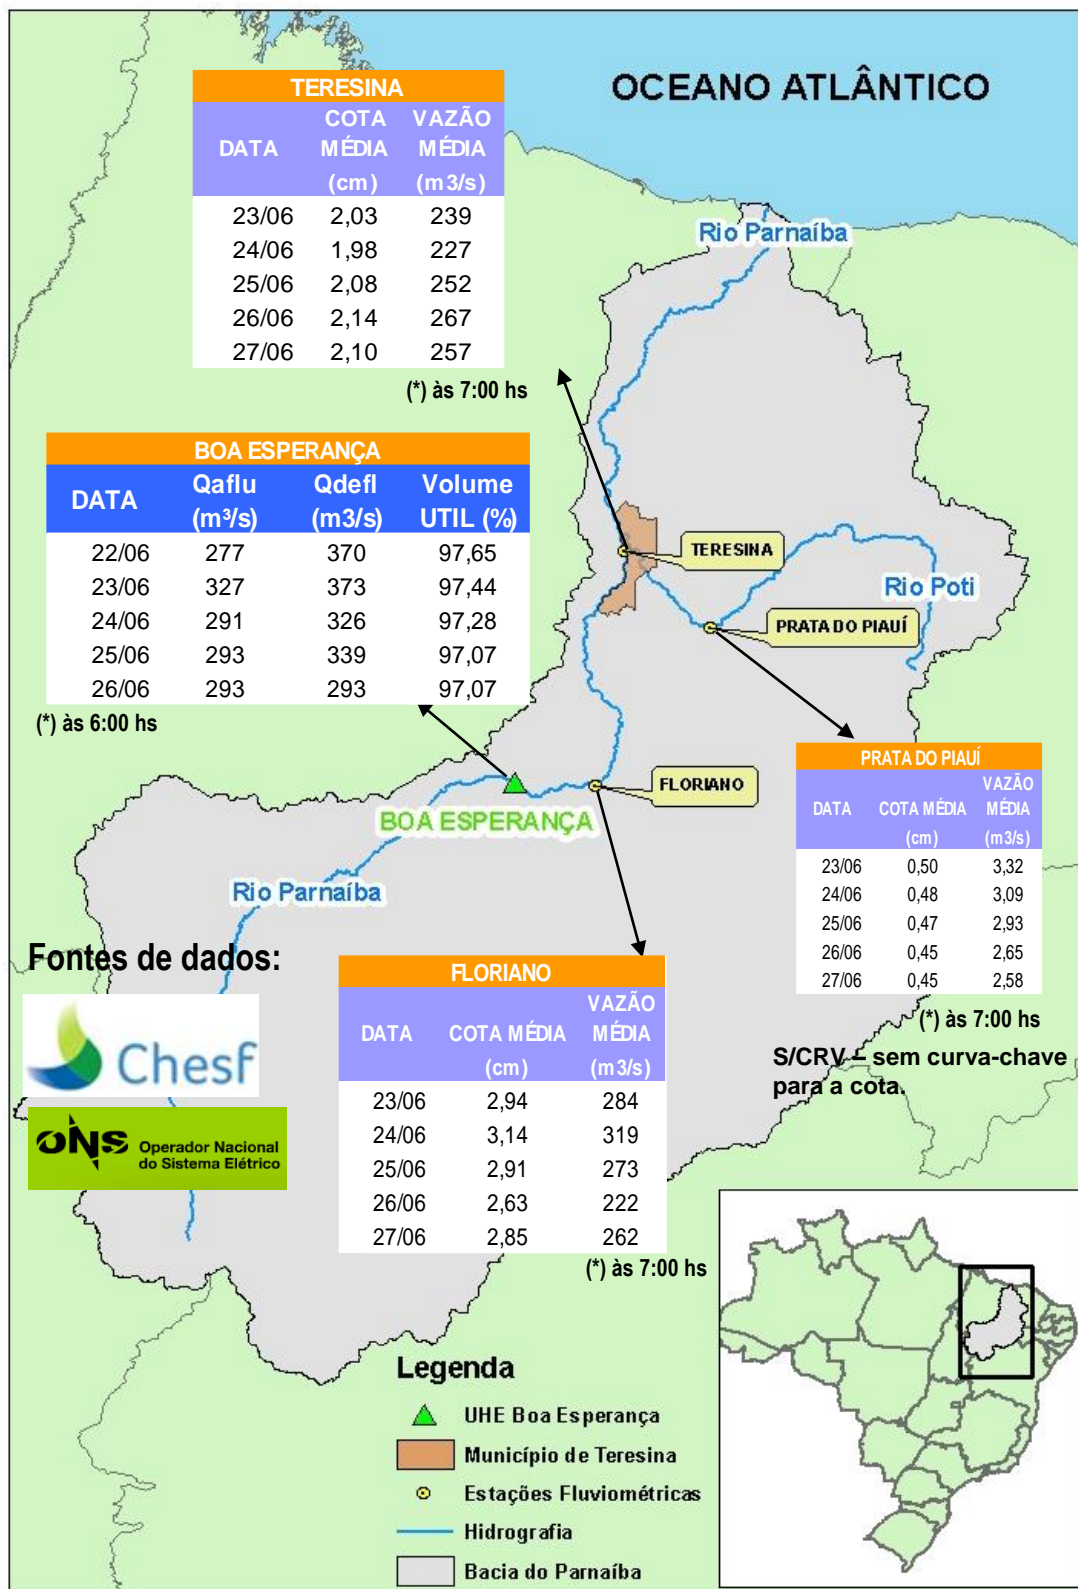 OCEANO ATLÂNTICO
TERESINA
DATA COTA MÉDIA (cm) VAZÃO MÉDIA (m3/s)
23/06 2,03 239
24/06 1,98 227
25/06 2,08 252
26/06 2,14 267
27/06 2,10 257
(*) às 7:00 hs
Rio Parnaíba
BOA ESPERANÇA
DATA Qaflu (m³/s) Qdefl (m3/s) Volume UTIL (%)
22/06 277 370 97,65
23/06 327 373 97,44
24/06 291 326 97,28
25/06 293 339 97,07
26/06 293 293 97,07
(*) às 6:00 hs
TERESINA
Rio Poti
PRATA DO PIAUÍ
FLORIANO
BOA ESPERANÇA
Rio Parnaíba
PRATA DO PIAUÍ
DATA COTA MÉDIA (cm) VAZÃO MÉDIA (m3/s)
23/06 0,50 3,32
24/06 0,48 3,09
25/06 0,47 2,93
26/06 0,45 2,65
27/06 0,45 2,58
(*) às 7:00 hs
S/CRV – sem curva-chave
para a cota.
Fontes de dados:
Chesf
ONS Operador Nacional
do Sistema Elétrico
FLORIANO
DATA COTA MÉDIA (cm) VAZÃO MÉDIA (m3/s)
23/06 2,94 284
24/06 3,14 319
25/06 2,91 273
26/06 2,63 222
27/06 2,85 262
(*) às 7:00 hs
Legenda
UHE Boa Esperança
Município de Teresina
Estações Fluviométricas
Hidrografia
Bacia do Parnaíba